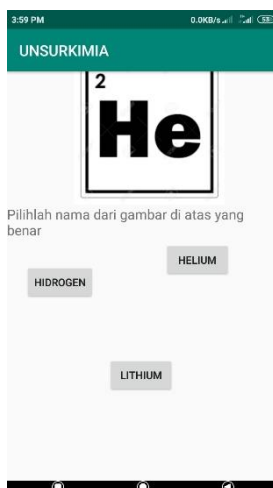 3:59 PM
0.0KB/s
53
UNSURKIMIA
2
He
Pilihlah nama dari gambar di atas yang
benar
HELIUM
HIDROGEN
LITHIUM